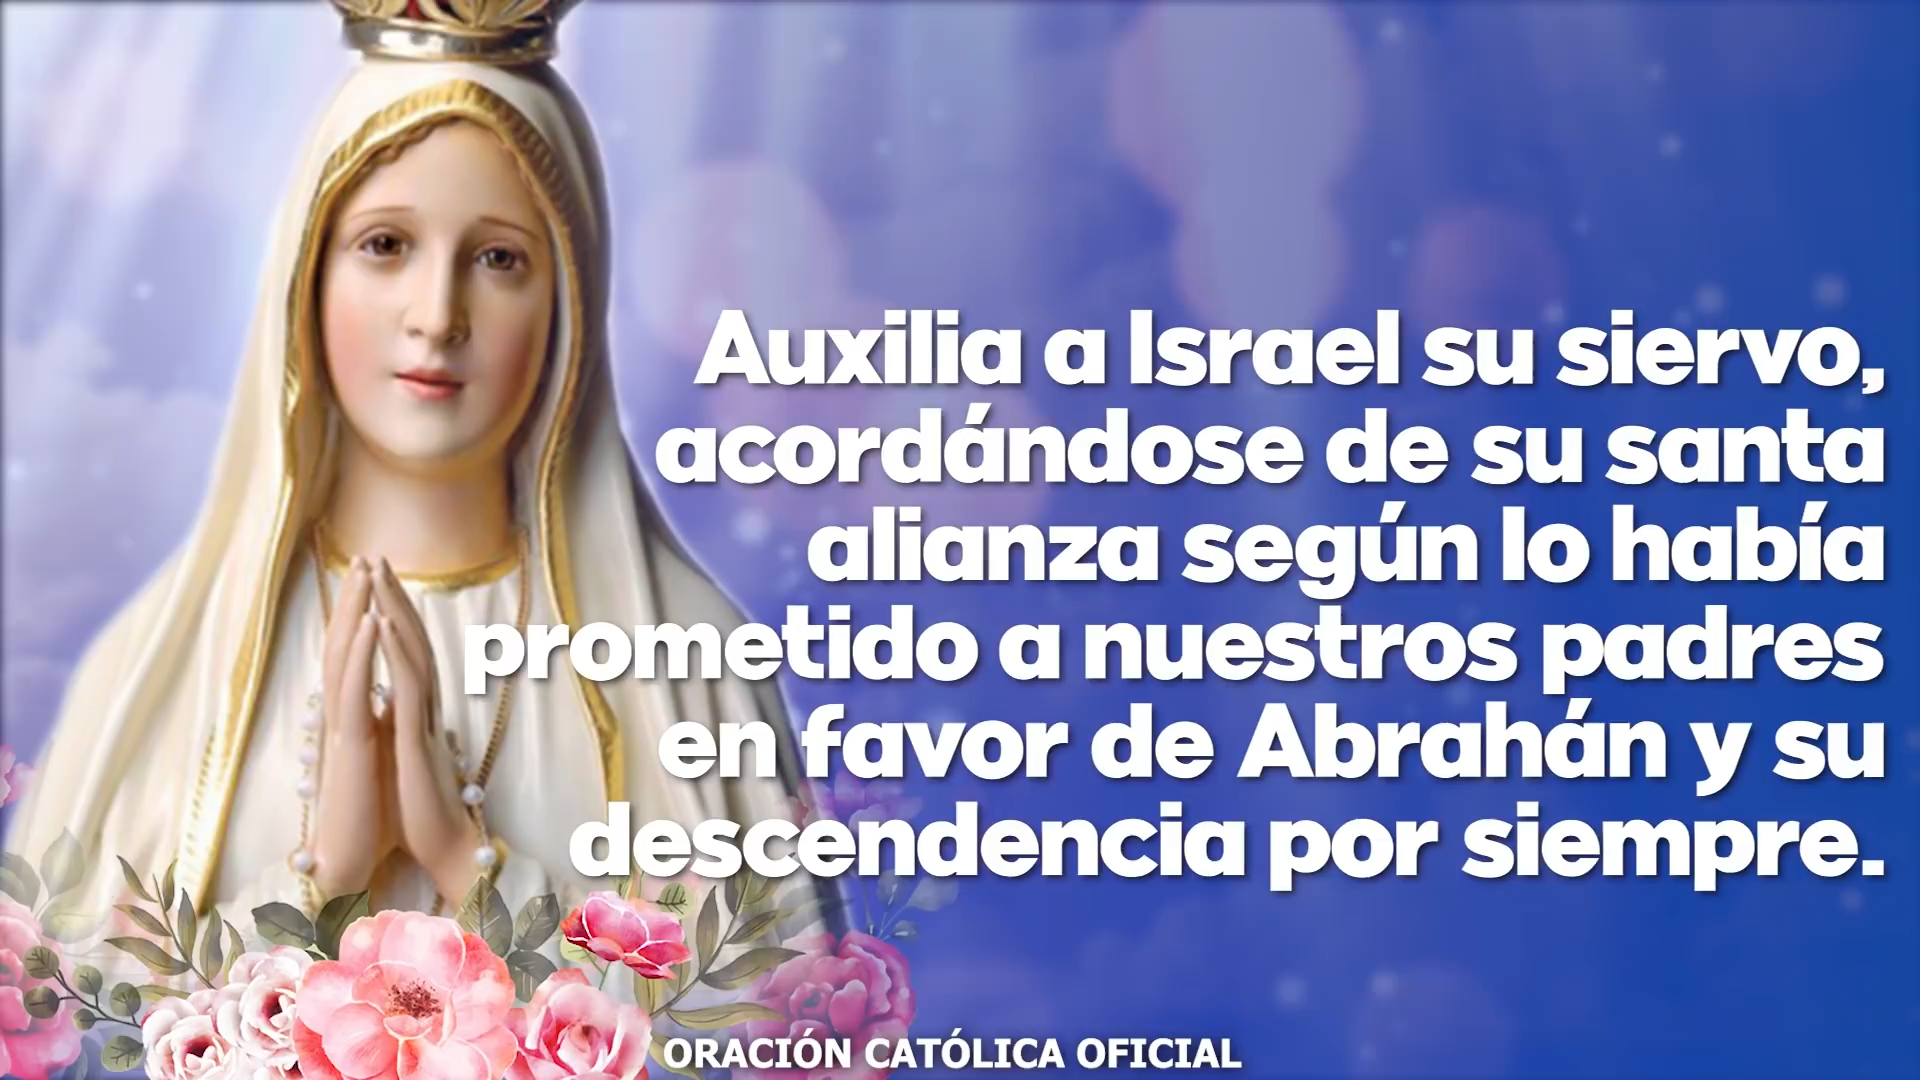 Auxilia a Israel su siervo,
acordándose de su santa
alianza según lo había
prometido a nuestros padres
en favor de Abrahán y su
descendencia por siempre.
ORACIÓN CATÓLICA OFICIAL